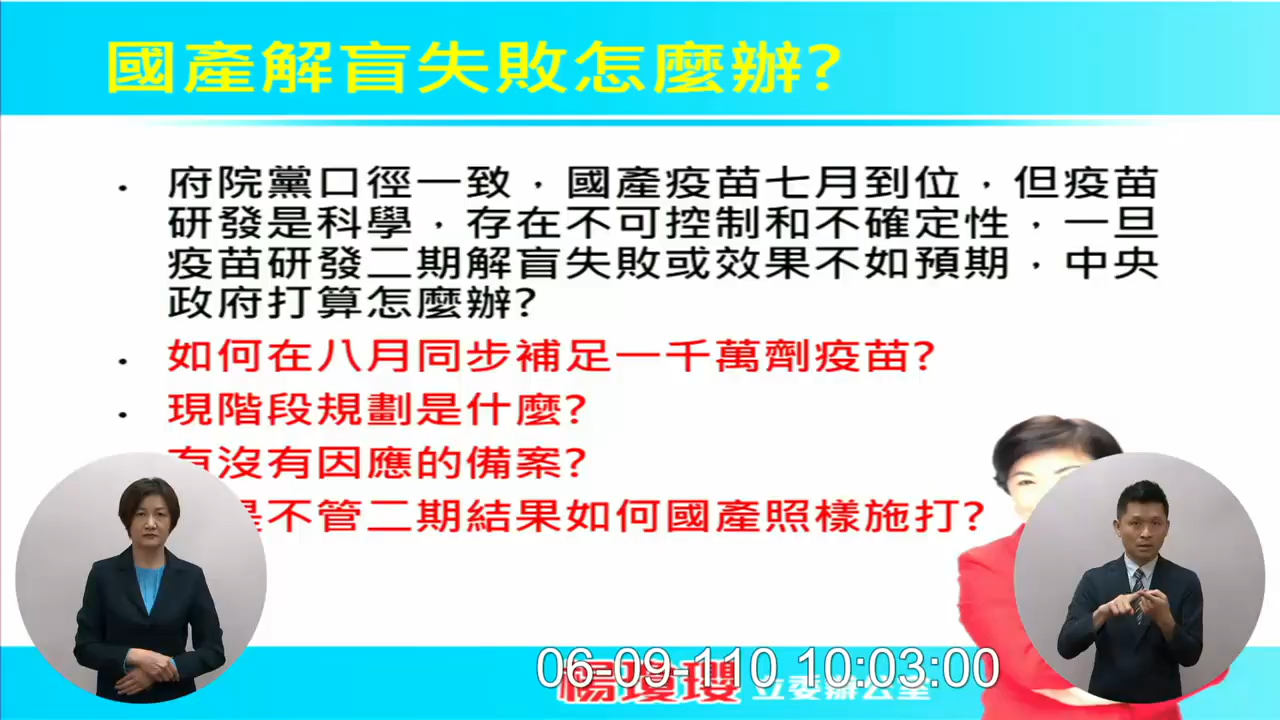 國產解盲失敗怎麼辦?
• 府院黨口徑一致，國產疫苗七月到位，但疫苗
研發是科學，存在不可控制和不確定性，一旦
疫苗研發二期解盲失敗或效果不如預期，中央
政府打算怎麼辦?
• 如何在八月同步補足一千萬劑疫苗?
• 現階段規劃是什麼?
有沒有因應的備案?
是不管二期結果如何國產照樣施打?
06-09-110 10:03:00
楊瓊瓔 立委辦公室